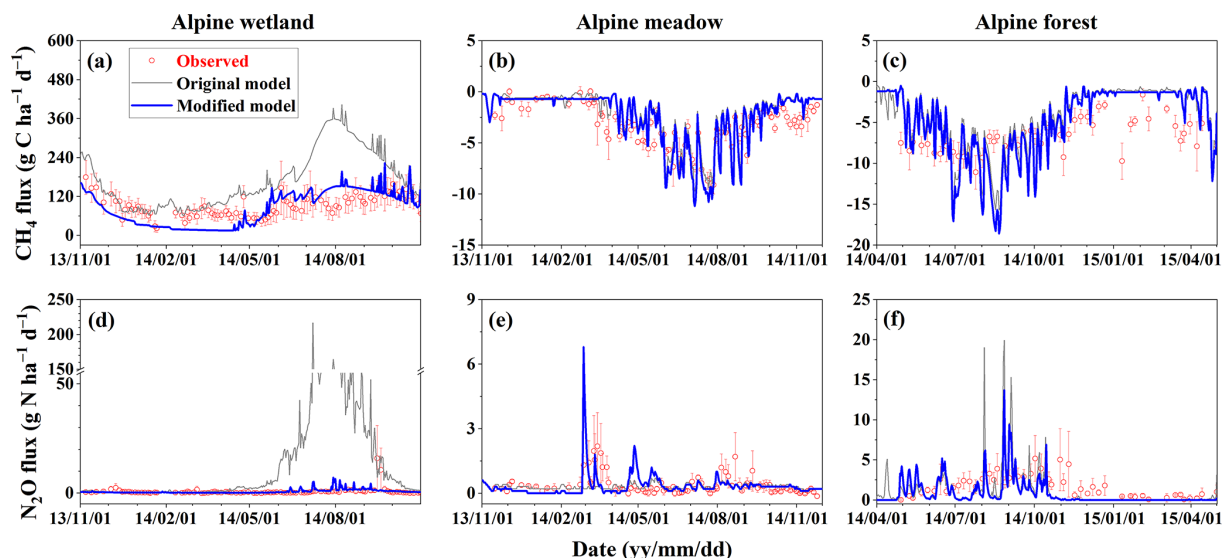 Alpine wetland Alpine meadow Alpine forest
(a) (b) (c)
Observed
Original model
Modified model
CH₄ flux (g C ha⁻¹ d⁻¹)
600
480
360
240
120
0
13/11/01 14/02/01 14/05/01 14/08/01
5
0
-5
-10
-15
13/11/01 14/02/01 14/05/01 14/08/01 14/11/01
5
0
-5
-10
-15
-20
14/04/01 14/07/01 14/10/01 15/01/01 15/04/01
(d) (e) (f)
N₂O flux (g N ha⁻¹ d⁻¹)
250
200
150
50
0
13/11/01 14/02/01 14/05/01 14/08/01
9
6
3
0
13/11/01 14/02/01 14/05/01 14/08/01 14/11/01
25
20
15
10
5
0
14/04/01 14/07/01 14/10/01 15/01/01 15/04/01
Date (yy/mm/dd)